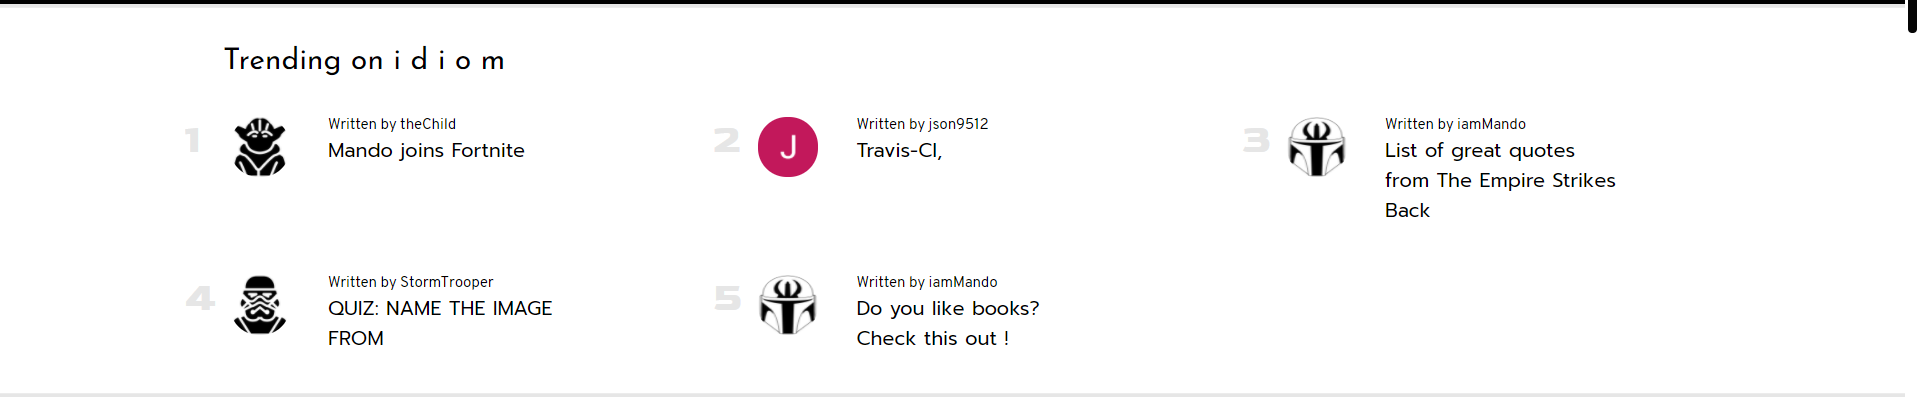 Trending on i d i o m
1
Written by theChild
Mando joins Fortnite
2
J
Written by json9512
Travis-CI,
3
Written by iamMando
List of great quotes
from The Empire Strikes
Back
4
Written by StormTrooper
QUIZ: NAME THE IMAGE
FROM
5
Written by iamMando
Do you like books?
Check this out !